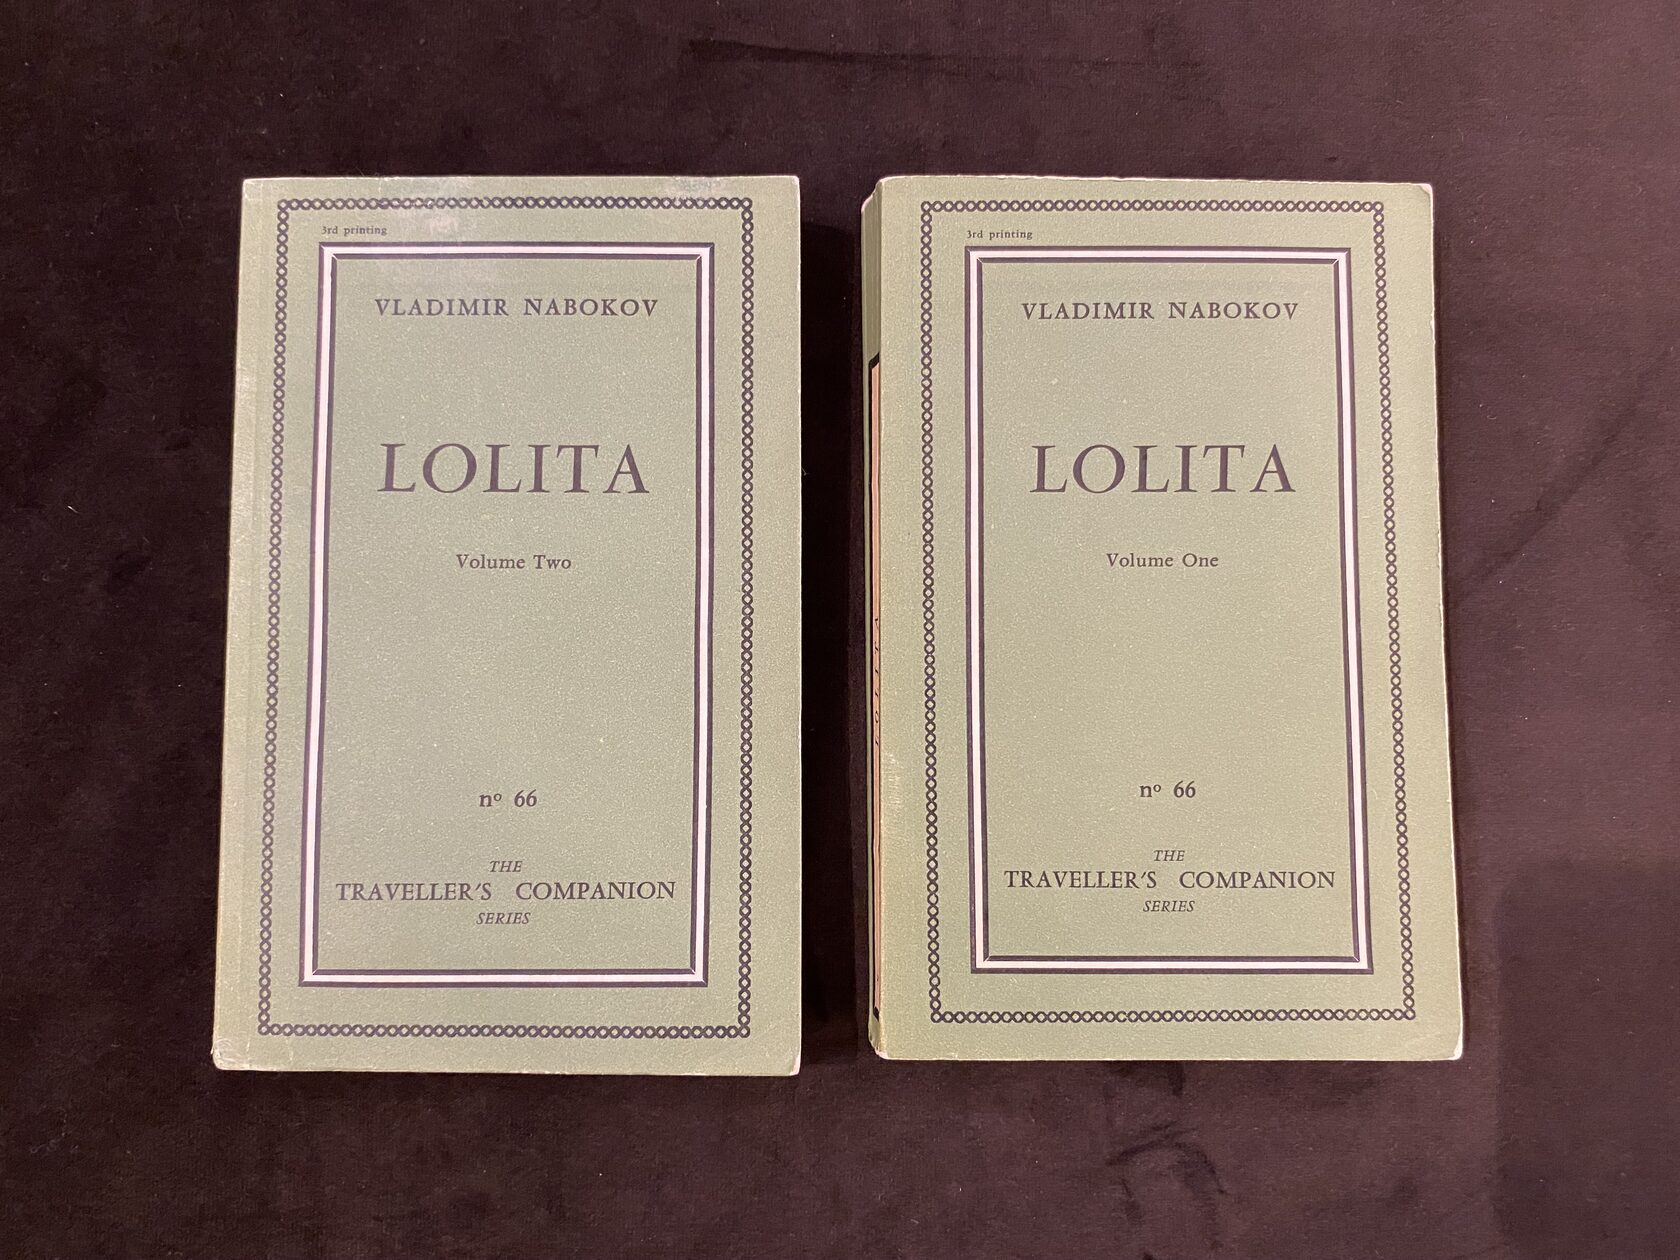 3rd printing
VLADIMIR NABOKOV
LOLITA
Volume Two
nº 66
THE
TRAVELLER'S COMPANION
SERIES
3rd printing
VLADIMIR NABOKOV
LOLITA
Volume One
nº 66
THE
TRAVELLER'S COMPANION
SERIES
LOLITA